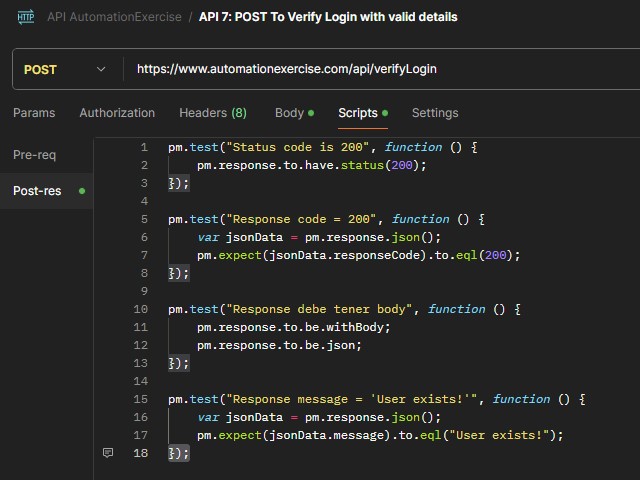 HTTP API AutomationExercise / API 7: POST To Verify Login with valid details
POST https://www.automationexercise.com/api/verifyLogin
Params Authorization Headers (8) Body Scripts Settings
Pre-req
Post-res
1 pm.test("Status code is 200", function () {
2 pm.response.to.have.status(200);
3 });
4
5 pm.test("Response code = 200", function () {
6 var jsonData = pm.response.json();
7 pm.expect(jsonData.responseCode).to.eql(200);
8 });
9
10 pm.test("Response debe tener body", function () {
11 pm.response.to.be.withBody;
12 pm.response.to.be.json;
13 });
14
15 pm.test("Response message = 'User exists!'", function () {
16 var jsonData = pm.response.json();
17 pm.expect(jsonData.message).to.eql("User exists!");
18 });